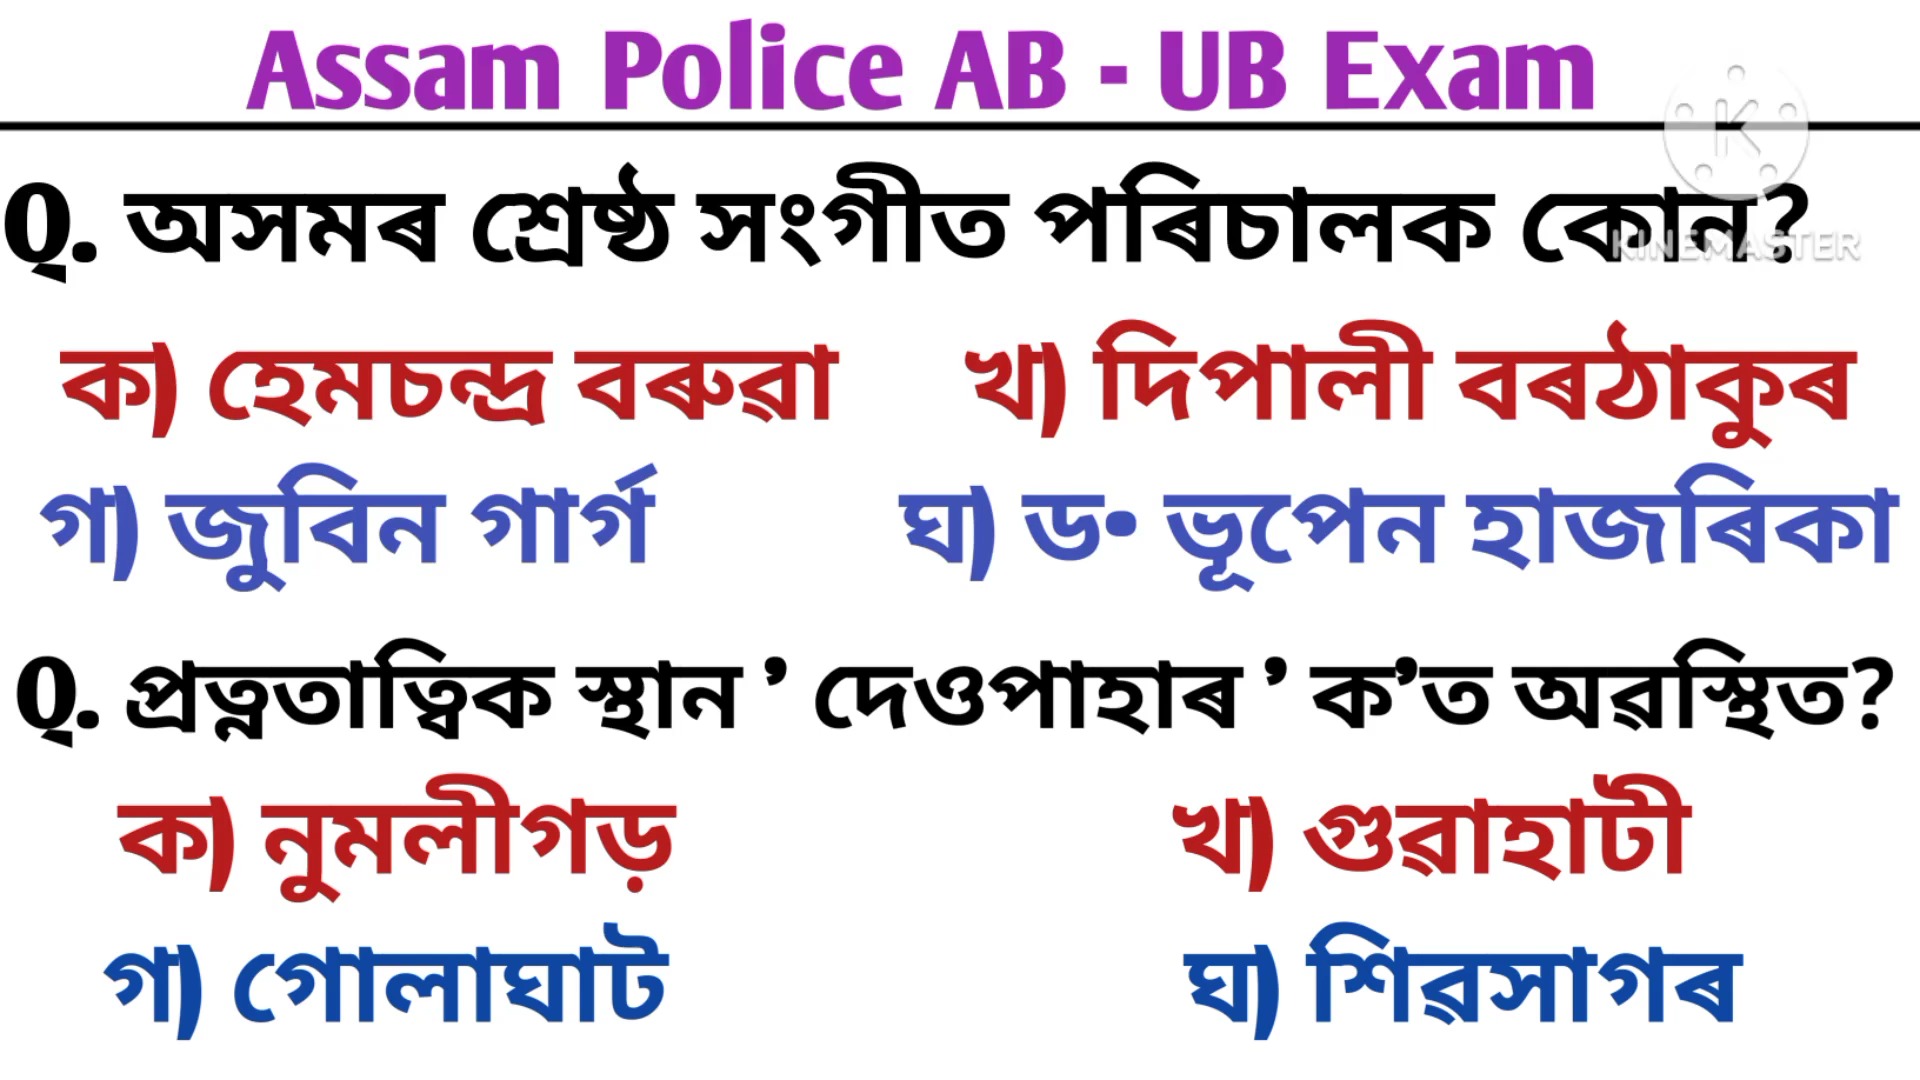 Assam Police AB - UB Exam
Q. অসমৰ শ্ৰেষ্ঠ সংগীত পৰিচালক কোন?
KINEMASTER
ক) হেমচন্দ্ৰ বৰুৱা খ) দিপালী বৰঠাকুৰ
গ) জুবিন গাৰ্গ ঘ) ড॰ ভূপেন হাজৰিকা
Q. প্ৰত্নতাত্বিক স্থান ’ দেওপাহাৰ ’ ক’ত অৱস্থিত?
ক) নুমলীগড় খ) গুৱাহাটী
গ) গোলাঘাট ঘ) শিৱসাগৰ